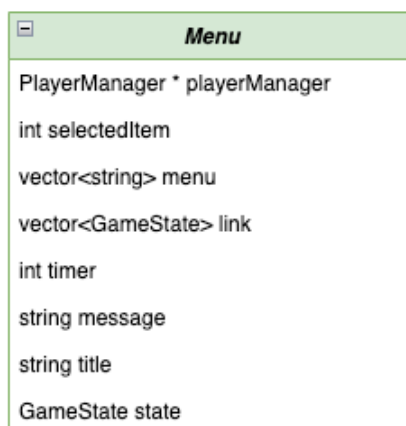 Menu
PlayerManager * playerManager
int selectedItem
vector<string> menu
vector<GameState> link
int timer
string message
string title
GameState state